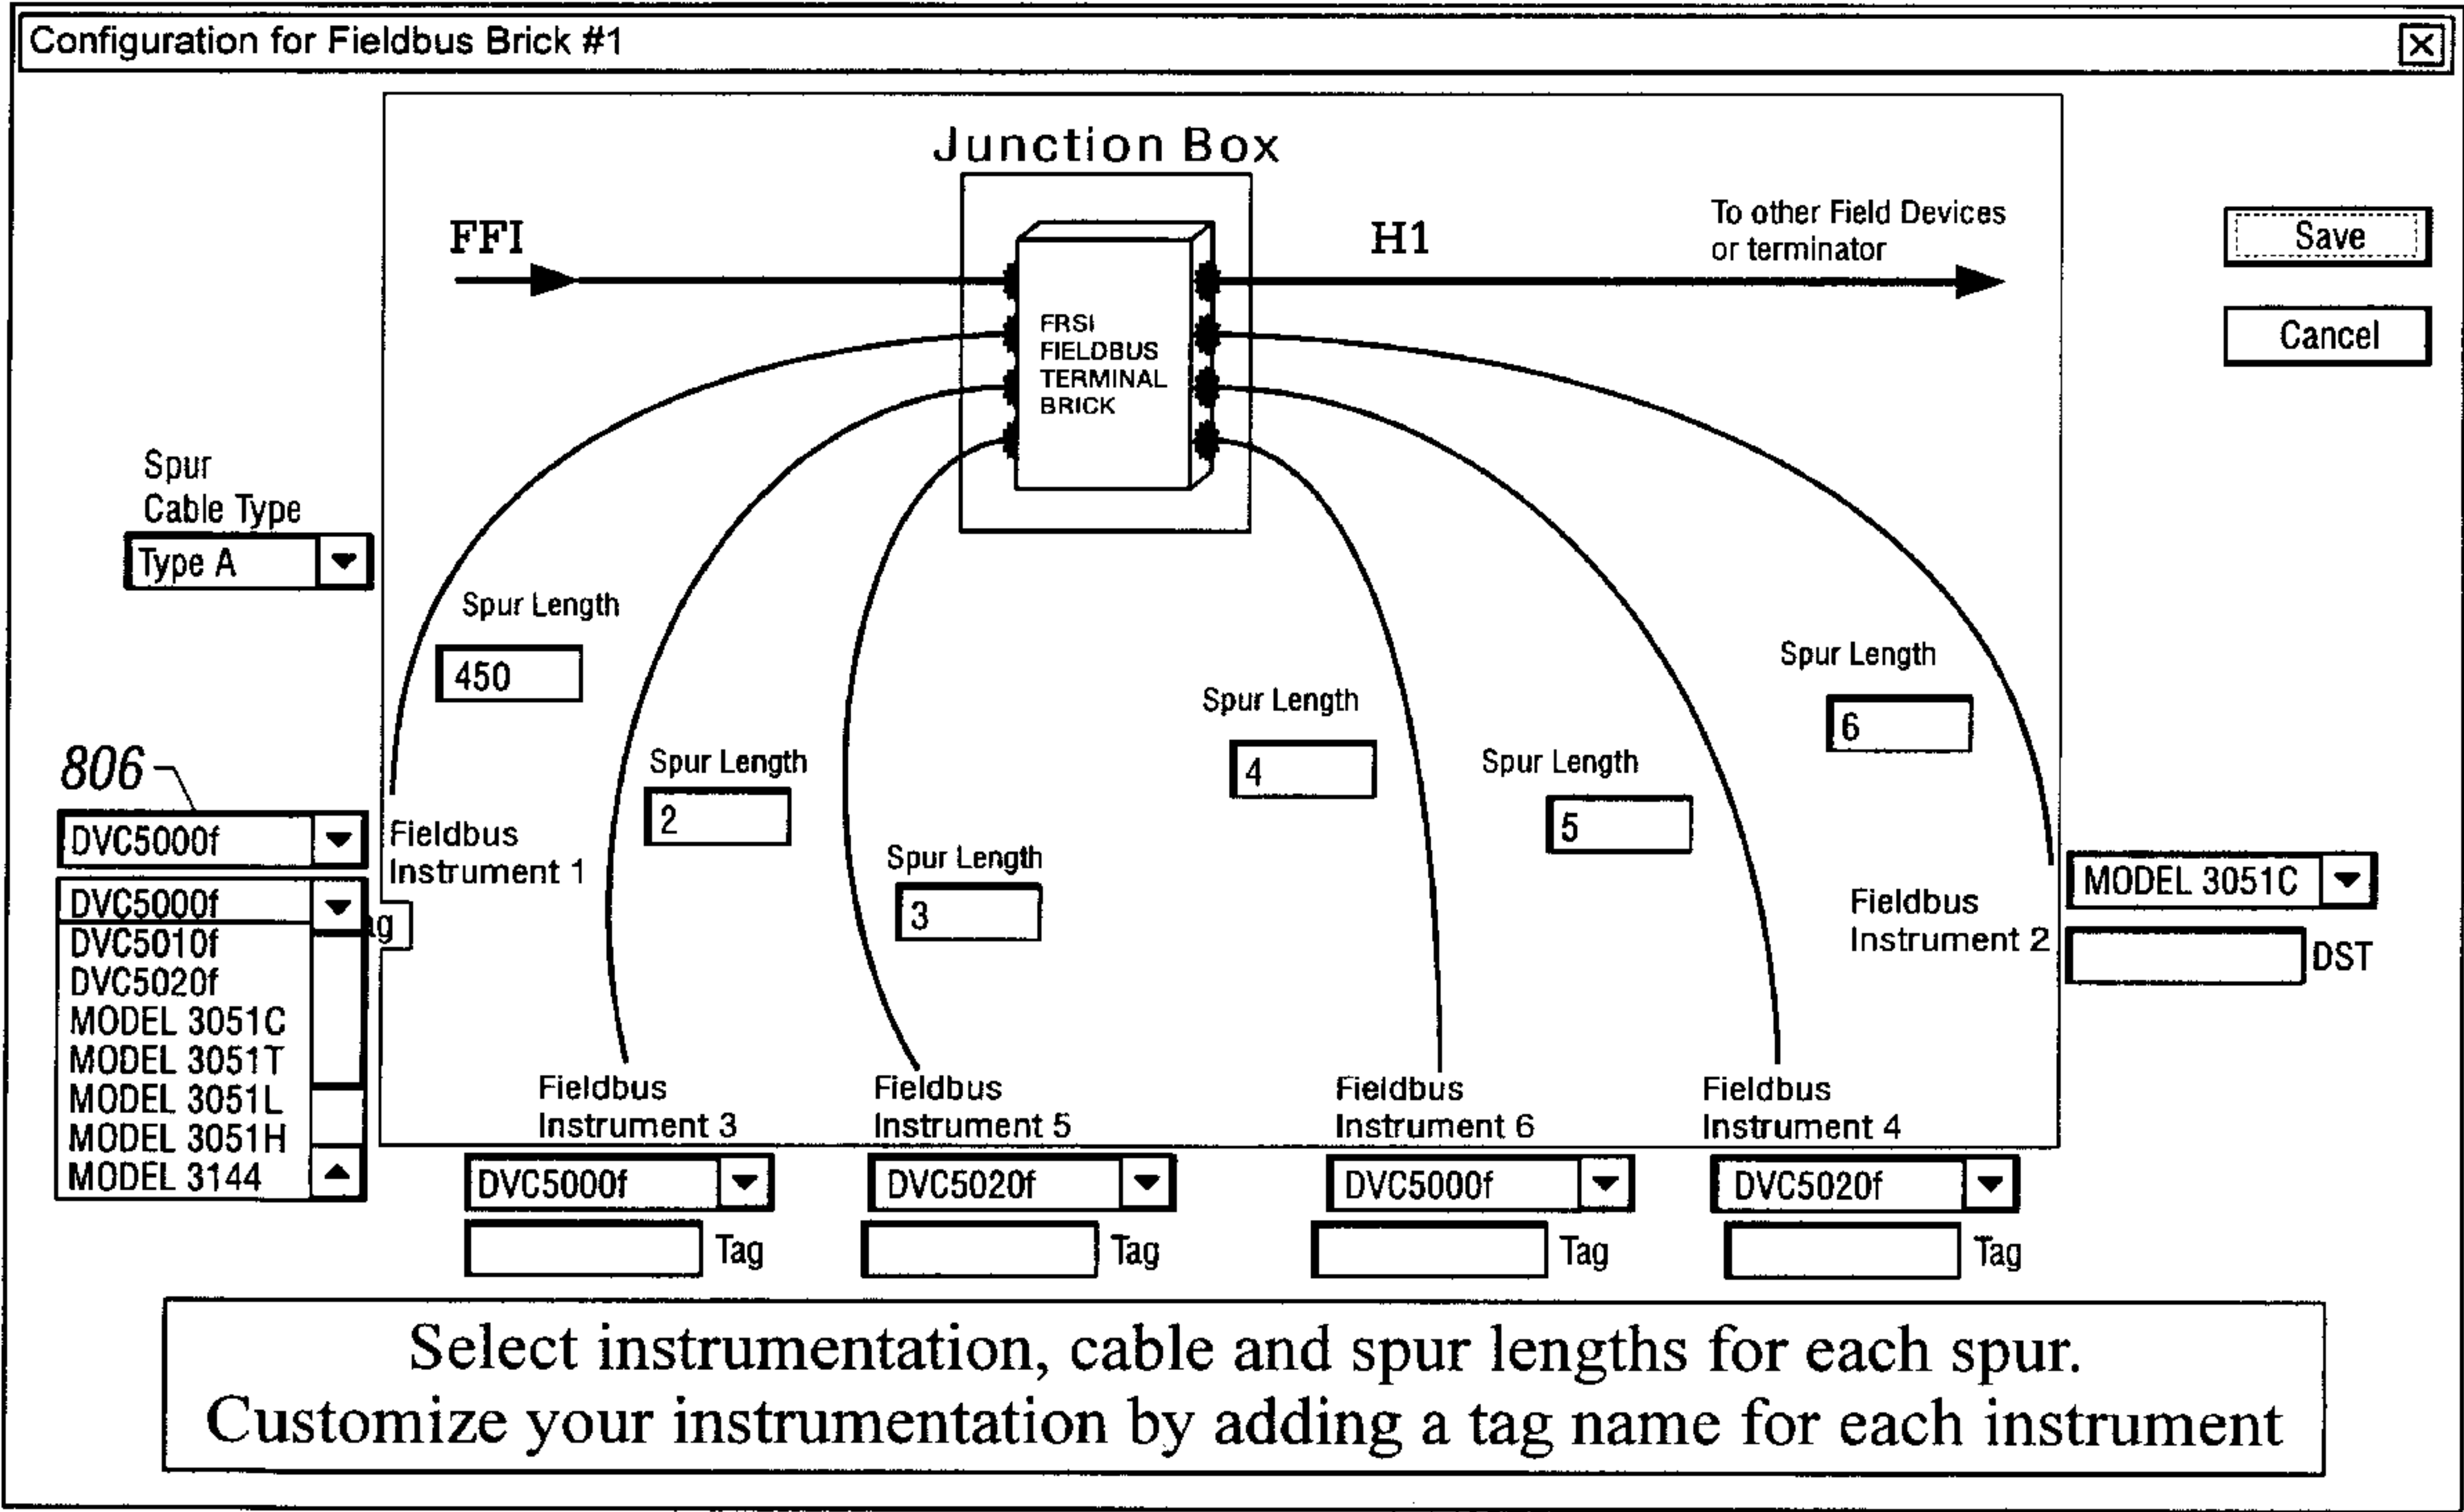 Configuration for Fieldbus Brick #1
Junction Box
FFI
H1
To other Field Devices
or terminator
Save
Cancel
FRSI
FIELDBUS
TERMINAL
BRICK
Spur
Cable Type
Type A
Spur Length
450
Spur Length
2
Spur Length
3
Spur Length
4
Spur Length
5
Spur Length
6
806
DVC5000f
Fieldbus
Instrument 1
DVC5000f
DVC5010f
DVC5020f
MODEL 3051C
MODEL 3051T
MODEL 3051L
MODEL 3051H
MODEL 3144
ag
MODEL 3051C
Fieldbus
Instrument 2
DST
Fieldbus
Instrument 3
DVC5000f
Tag
Fieldbus
Instrument 5
DVC5020f
Tag
Fieldbus
Instrument 6
DVC5000f
Tag
Fieldbus
Instrument 4
DVC5020f
Tag
Select instrumentation, cable and spur lengths for each spur.
Customize your instrumentation by adding a tag name for each instrument